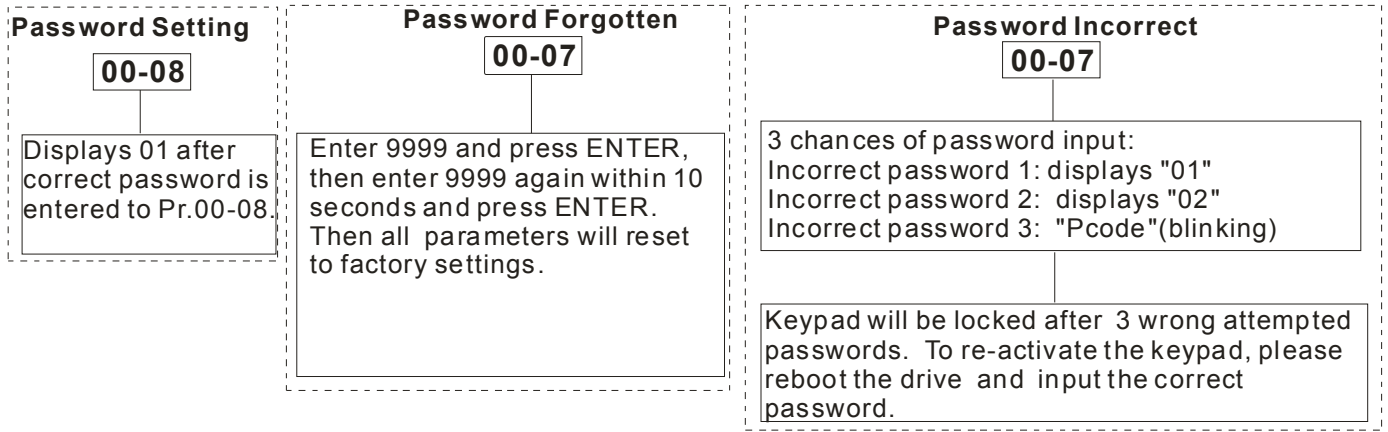 Password Setting
00-08
Displays 01 after
correct password is
entered to Pr.00-08.
Password Forgotten
00-07
Enter 9999 and press ENTER,
then enter 9999 again within 10
seconds and press ENTER.
Then all parameters will reset
to factory settings.
Password Incorrect
00-07
3 chances of password input:
Incorrect password 1: displays "01"
Incorrect password 2: displays "02"
Incorrect password 3: "Pcode"(blinking)
Keypad will be locked after 3 wrong attempted
passwords. To re-activate the keypad, please
reboot the drive and input the correct
password.